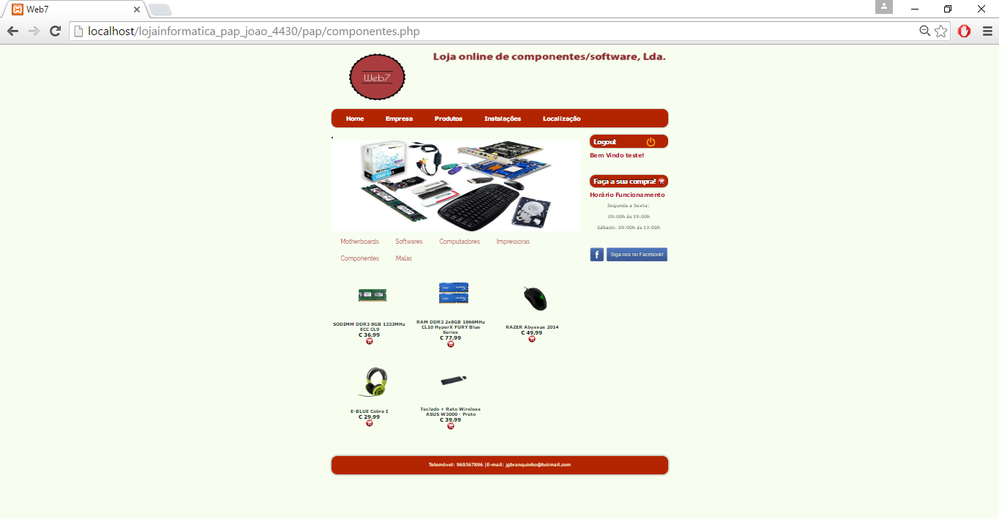 Web7
localhost/lojainformatica_pap_joao_4430/pap/componentes.php
Web7
Loja online de componentes/software, Lda.
Home Empresa Produtos Instalações Localização
Logout
Bem Vindo teste!
Faça a sua compra!
Horário Funcionamento
Segunda a Sexta:
09:00h ás 19:00h
Sábado: 09:00h ás 13:00h
Siga-nos no Facebook!
Motherboards Softwares Computadores Impressoras
Componentes Malas
SODIMM DDR3 8GB 1333MHz
ECC CL9
€ 36,99
RAM DDR3 2x8GB 1866MHz
CL10 HyperX FURY Blue
Series
€ 77,99
RAZER Abyssus 2014
€ 49,99
E-BLUE Cobra I
€ 29,99
Teclado + Rato Wireless
ASUS W3000 - Preto
€ 39,99
Telemóvel: 969367896 |E-mail: jgbranquinho@hotmail.com